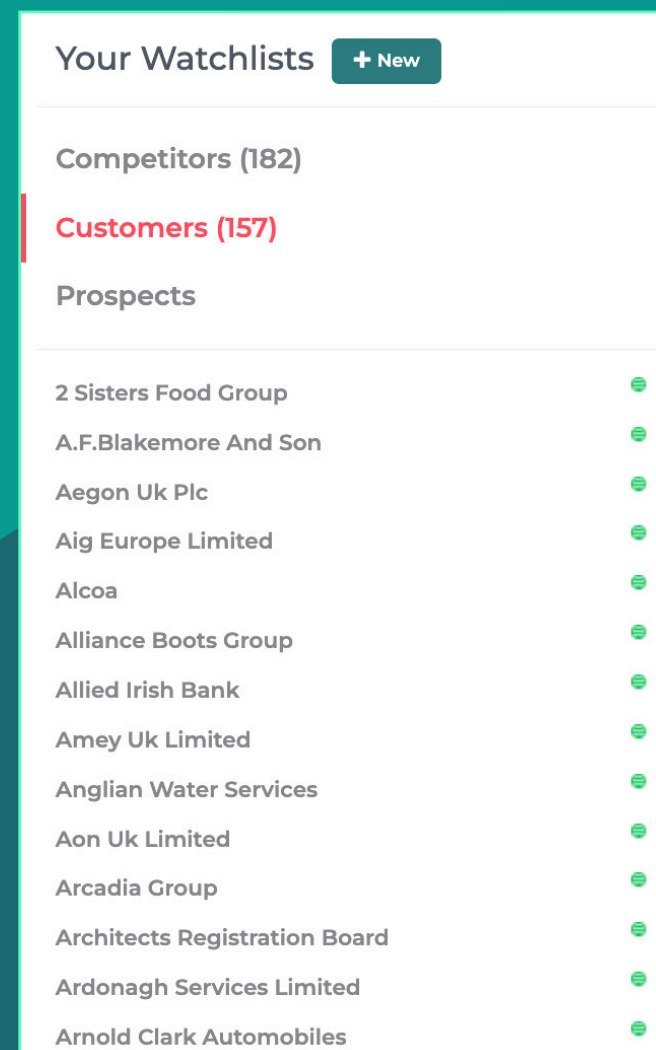 Your Watchlists
+ New
Competitors (182)
Customers (157)
Prospects
2 Sisters Food Group
A.F.Blakemore And Son
Aegon Uk Plc
Aig Europe Limited
Alcoa
Alliance Boots Group
Allied Irish Bank
Amey Uk Limited
Anglian Water Services
Aon Uk Limited
Arcadia Group
Architects Registration Board
Ardonagh Services Limited
Arnold Clark Automobiles